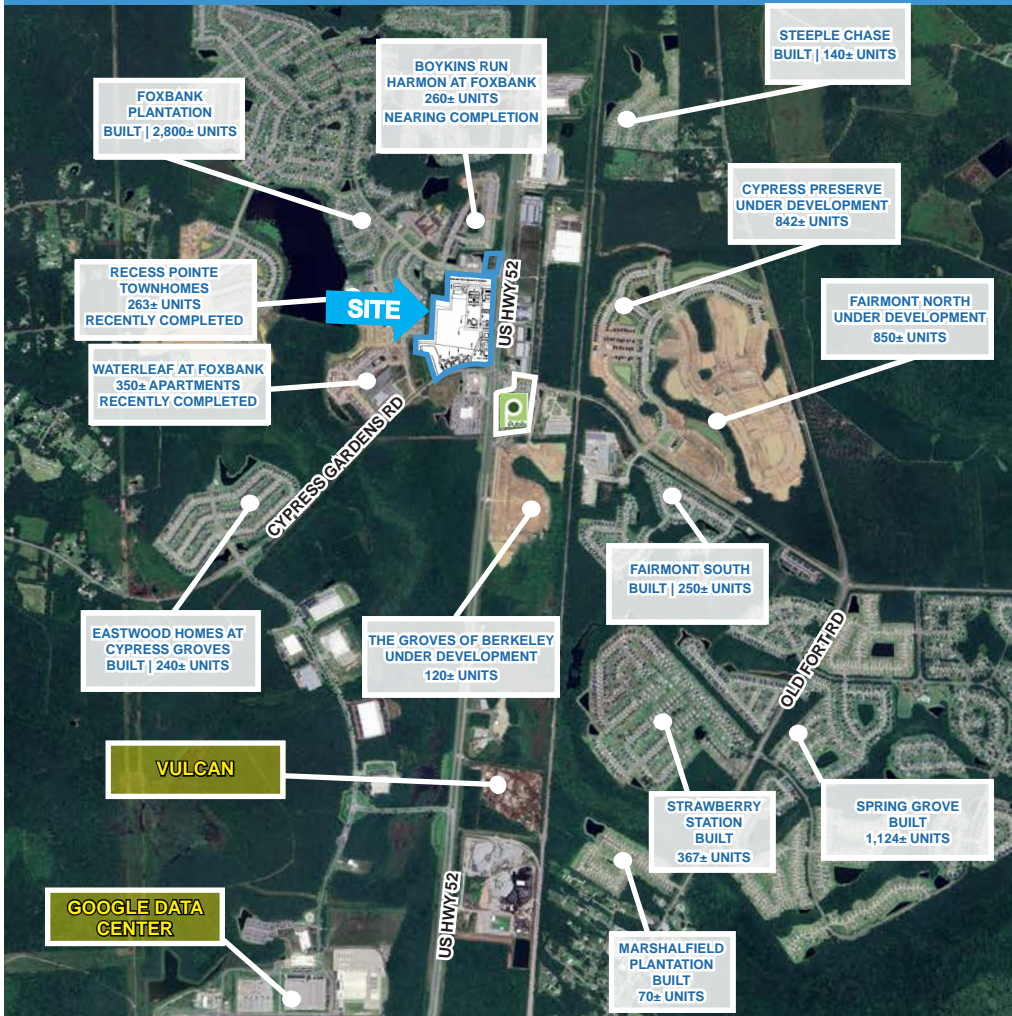 STEEPLE CHASE
BUILT | 140± UNITS
BOYKINS RUN
HARMON AT FOXBANK
260± UNITS
NEARING COMPLETION
FOXBANK
PLANTATION
BUILT | 2,800± UNITS
CYPRESS PRESERVE
UNDER DEVELOPMENT
842± UNITS
RECESS POINTE
TOWNHOMES
263± UNITS
RECENTLY COMPLETED
SITE
US HWY 52
FAIRMONT NORTH
UNDER DEVELOPMENT
850± UNITS
WATERLEAF AT FOXBANK
350± APARTMENTS
RECENTLY COMPLETED
Publix
CYPRESS GARDENS RD
FAIRMONT SOUTH
BUILT | 250± UNITS
EASTWOOD HOMES AT
CYPRESS GROVES
BUILT | 240± UNITS
THE GROVES OF BERKELEY
UNDER DEVELOPMENT
120± UNITS
OLD FORT RD
VULCAN
STRAWBERRY
STATION
BUILT
367± UNITS
SPRING GROVE
BUILT
1,124± UNITS
US HWY 52
GOOGLE DATA
CENTER
MARSHALFIELD
PLANTATION
BUILT
70± UNITS